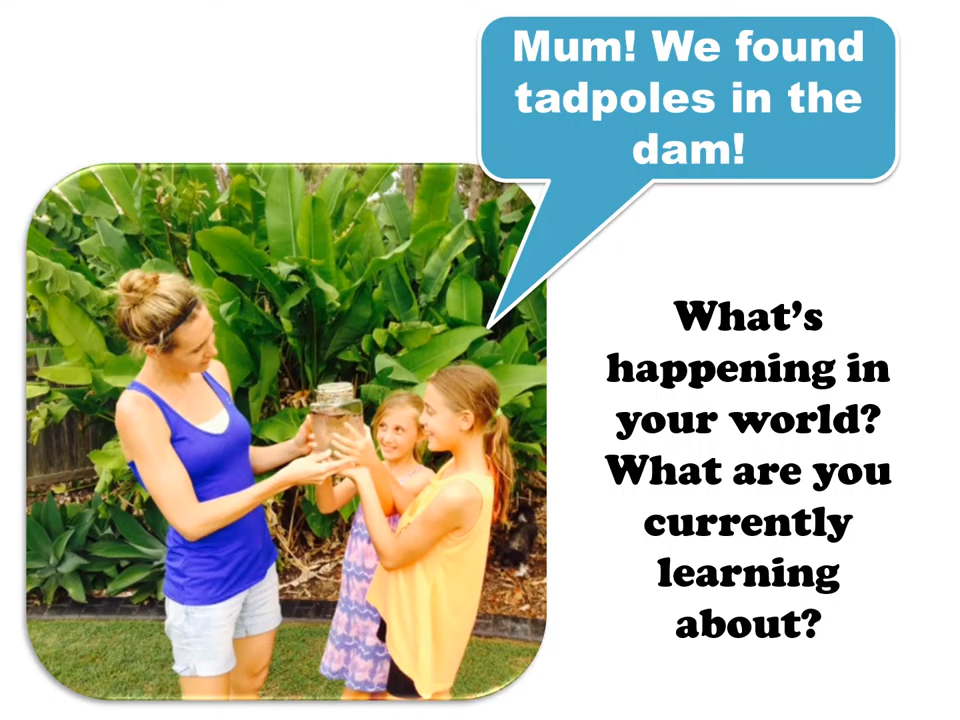 Mum! We found
tadpoles in the
dam!
What’s
happening in
your world?
What are you
currently
learning
about?